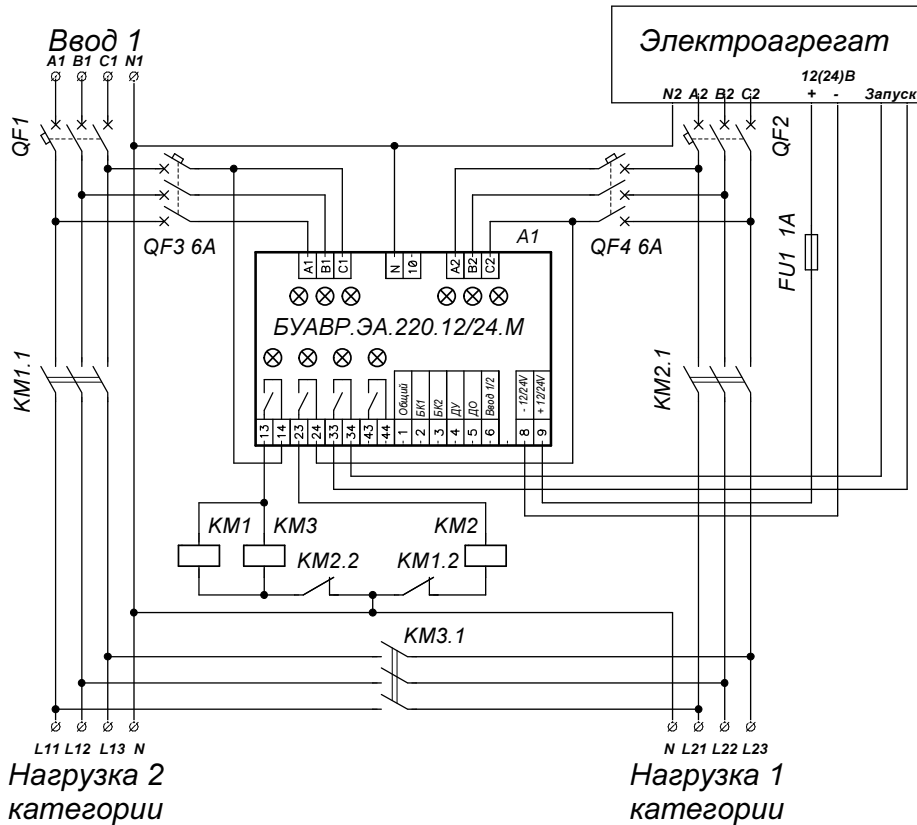 Ввод 1
A1 B1 C1 N1
Электроагрегат
12(24)В
N2 A2 B2 C2 + - Запуск
QF1
QF2
QF3 6A
QF4 6A
A1
FU1 1A
A1 B1 C1 N 10 A2 B2 C2
БУАВР.ЭА.220.12/24.М
KM1.1
KM2.1
Общий
БК1
БК2
ДУ
ДО
Ввод 1/2
- 12/24V
+ 12/24V
13 14 23 24 33 34 43 44 1 2 3 4 5 6 8 9
KM1 KM3 KM2
KM2.2 KM1.2
KM3.1
L11 L12 L13 N
N L21 L22 L23
Нагрузка 2
категории
Нагрузка 1
категории